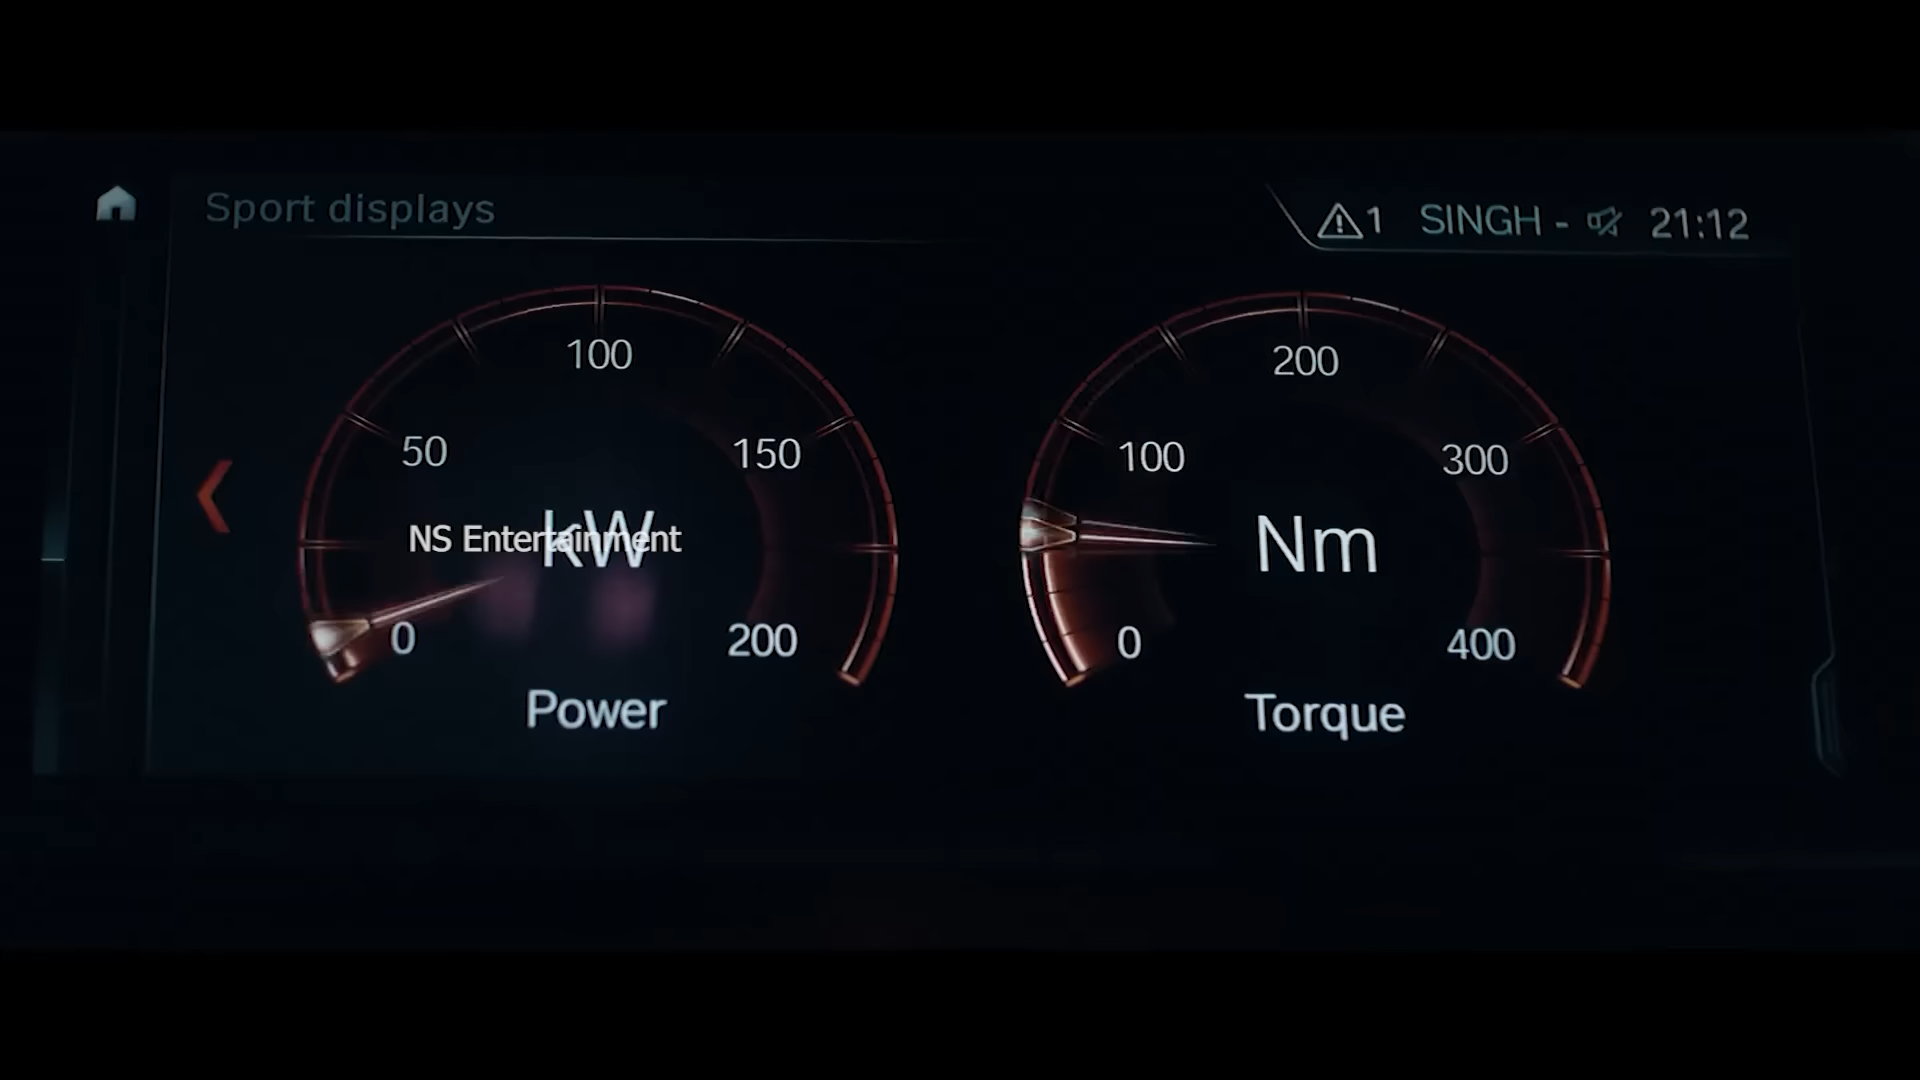 Sport displays
1 SINGH - 21:12
100
50
150
kW
NS Entertainment
0
200
Power
200
100
300
Nm
0
400
Torque